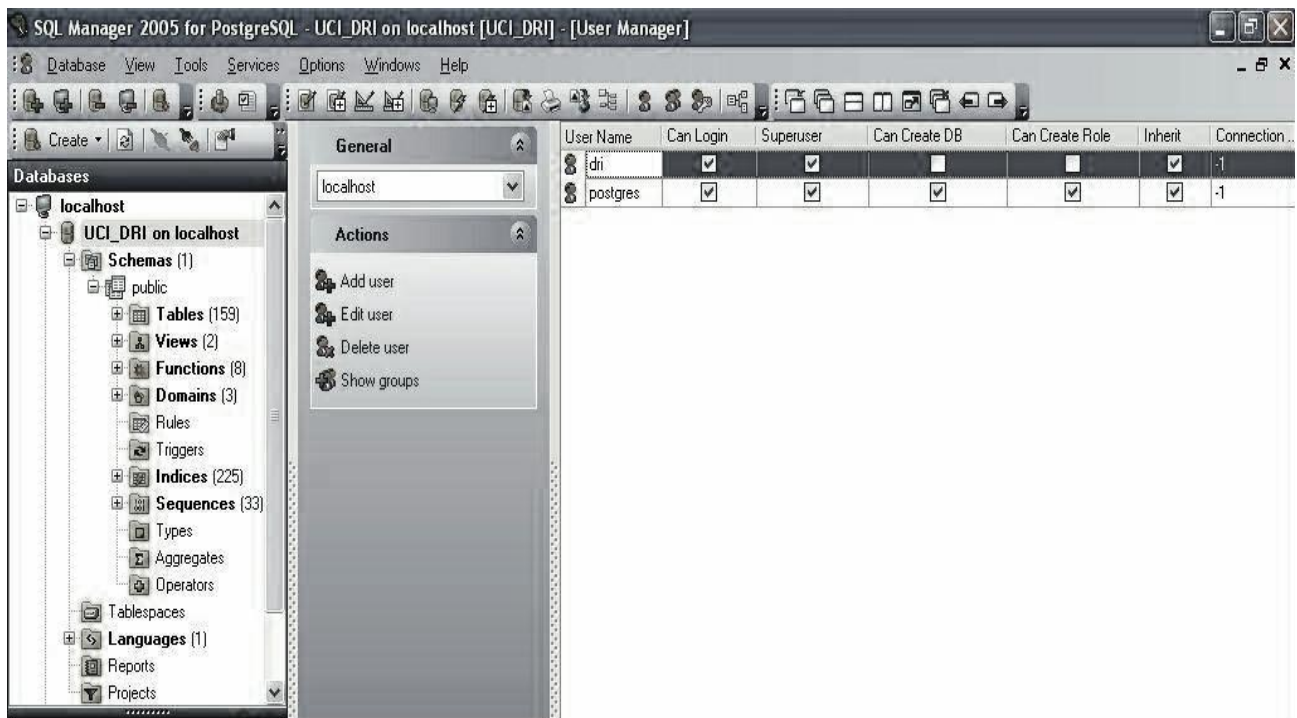 SQL Manager 2005 for PostgreSQL - UCI_DRI on localhost [UCI_DRI] - [User Manager]
Database View Tools Services Options Windows Help
Create
Databases
localhost
UCI_DRI on localhost
Schemas (1)
public
Tables (159)
Views (2)
Functions (8)
Domains (3)
Rules
Triggers
Indices (225)
Sequences (33)
Types
Aggregates
Operators
Tablespaces
Languages (1)
Reports
Projects
General
localhost
Actions
Add user
Edit user
Delete user
Show groups
User Name Can Login Superuser Can Create DB Can Create Role Inherit Connection ..
dri -1
postgres -1